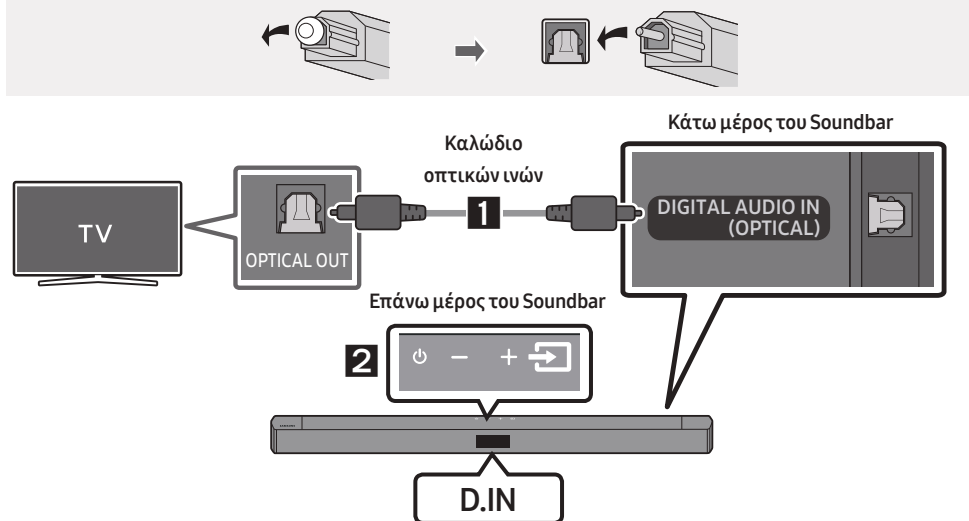 Κάτω μέρος του Soundbar
Καλώδιο
οπτικών ινών
1
DIGITAL AUDIO IN
(OPTICAL)
TV
OPTICAL OUT
Επάνω μέρος του Soundbar
2
D.IN